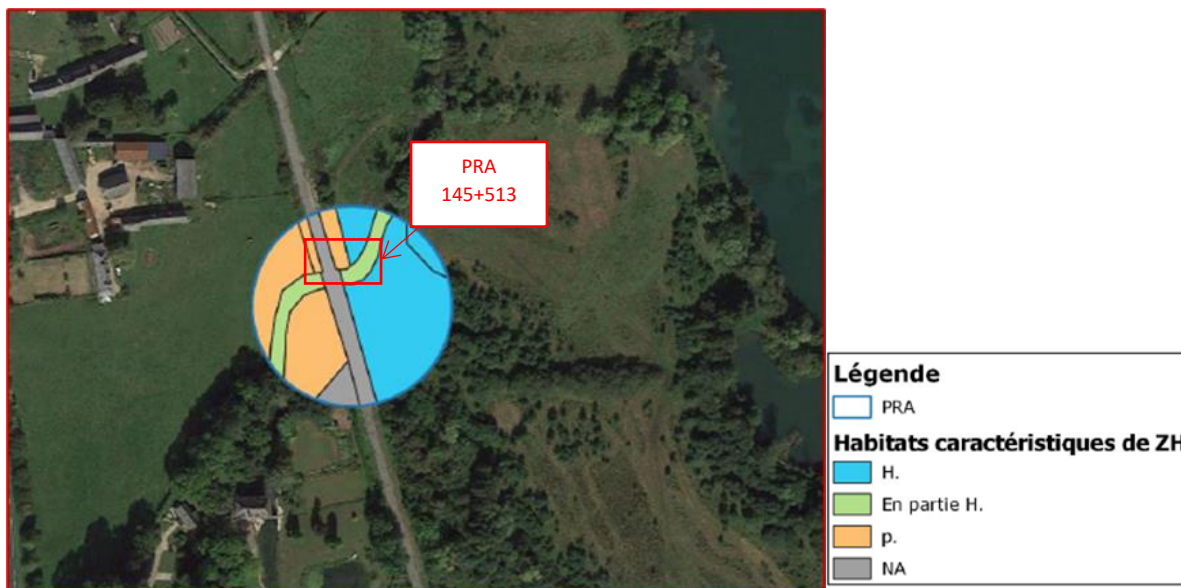 PRA
145+513
Légende
PRA
Habitats caractéristiques de ZH
H.
En partie H.
p.
NA